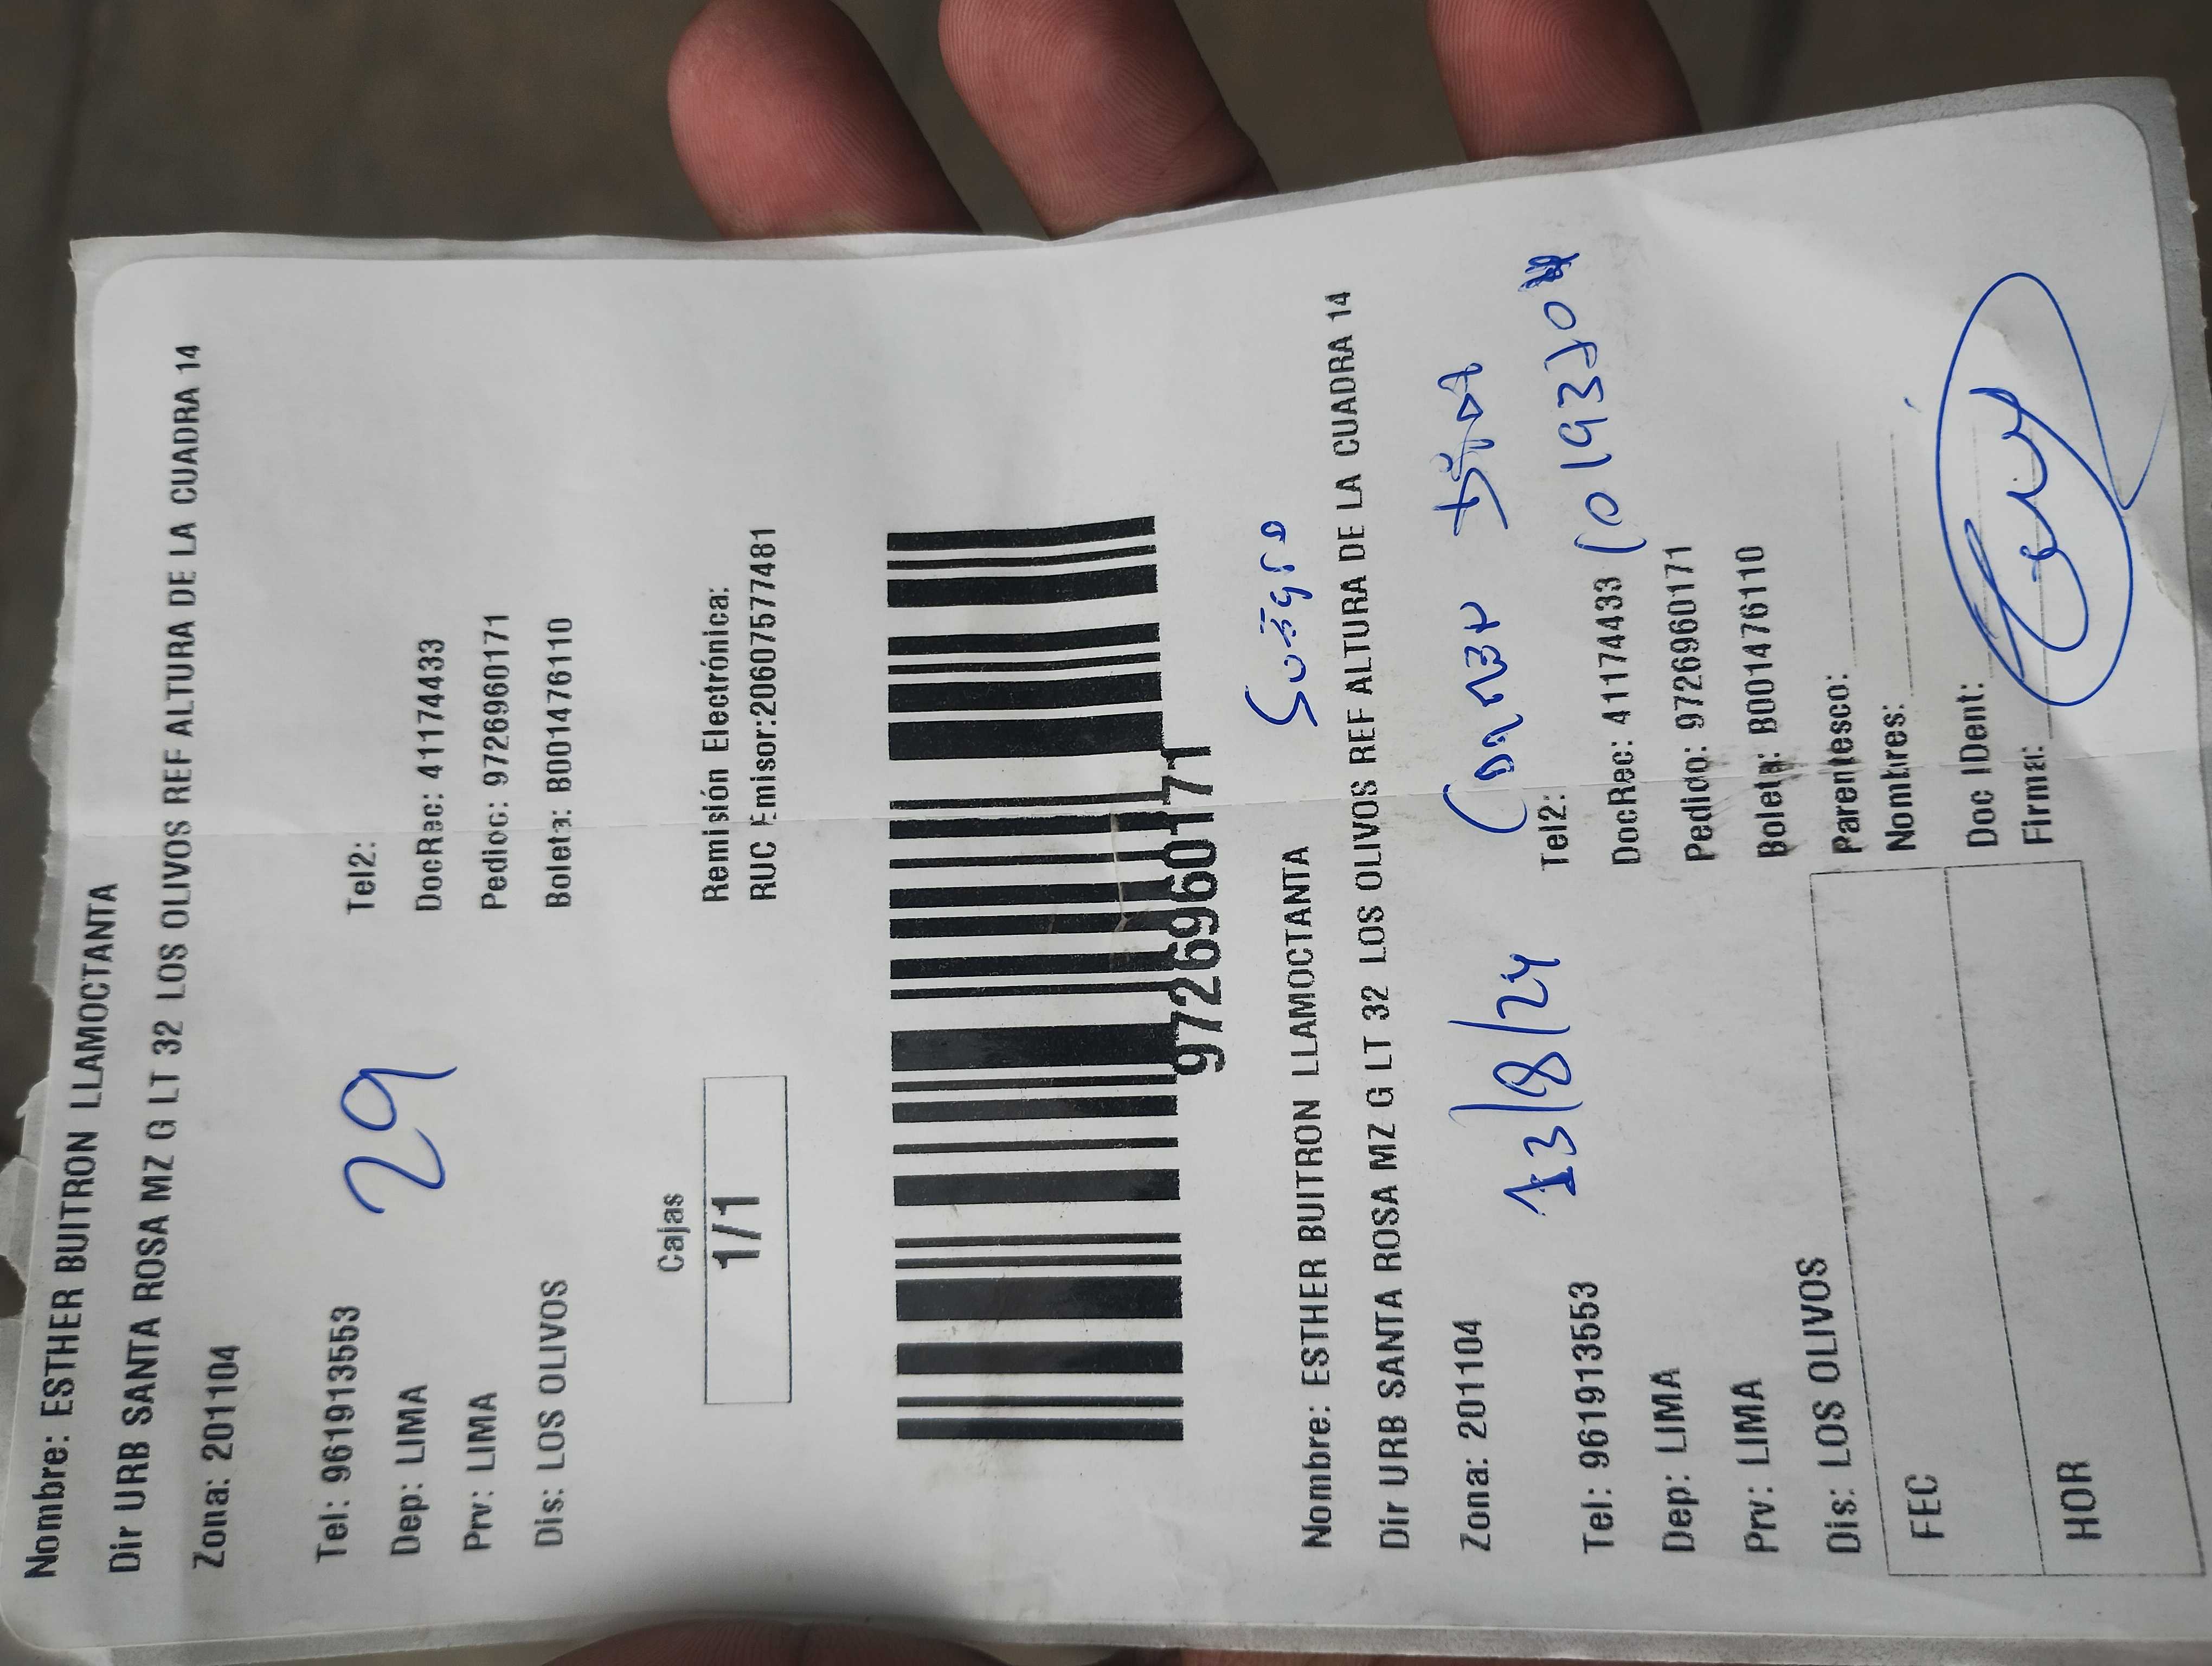 Nombre: ESTHER BUITRON LLAMOCTANTA
Dir URB SANTA ROSA MZ G LT 32 LOS OLIVOS REF ALTURA DE LA CUADRA 14
Zona: 201104
Tel: 961913553
29
Tel2:
Dep: LIMA
DocRec: 41174433
Prv: LIMA
Pedido: 9726960171
Dis: LOS OLIVOS
Boleta: B001476110
Cajas
1/1
Remisión Electrónica:
RUC Emisor:20607577481
9726960171
Nombre: ESTHER BUITRON LLAMOCTANTA
Suegro
Dir URB SANTA ROSA MZ G LT 32 LOS OLIVOS REF ALTURA DE LA CUADRA 14
Zona: 201104
13/8/24
Tel: 961913553
Tel2:
Dep: LIMA
DocRec: 41174433
Prv: LIMA
Pedido: 9726960171
Dis: LOS OLIVOS
Boleta: B001476110
FEC
Parentesco:
Nombres:
HOR
Doc IDent:
Firma: